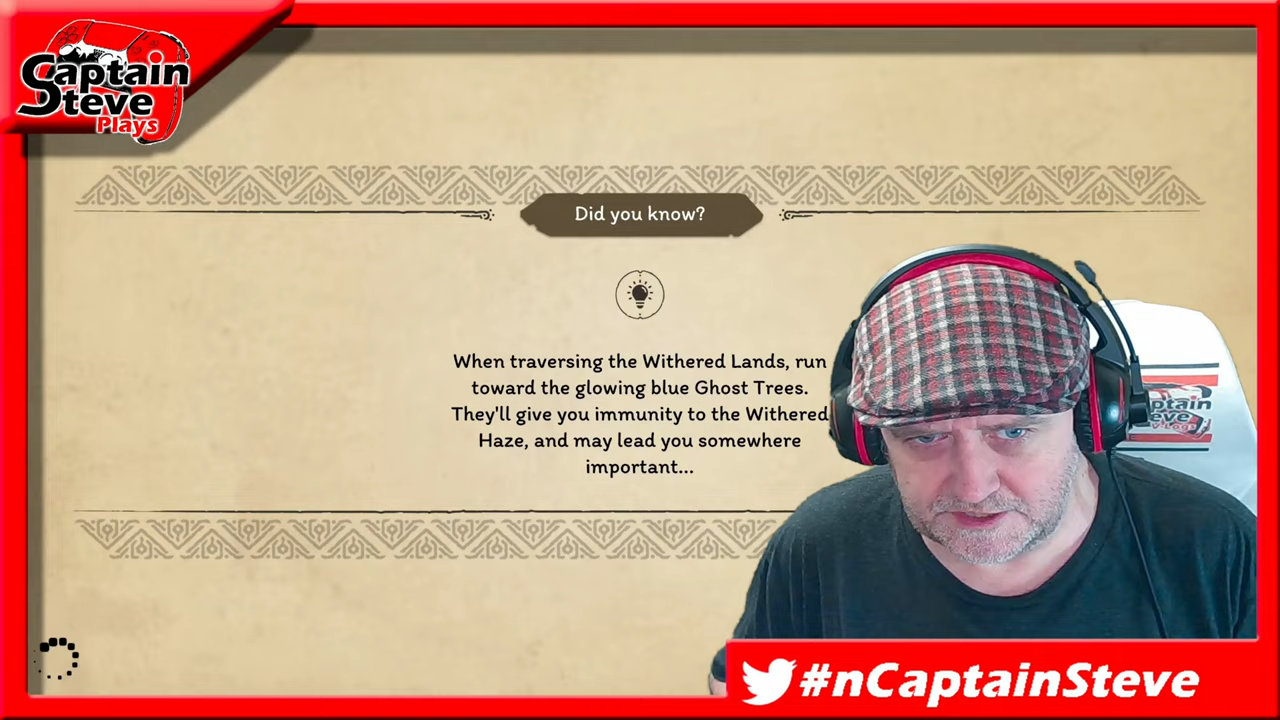 Captain
Steve
Plays
Did you know?
When traversing the Withered Lands, run
toward the glowing blue Ghost Trees.
They'll give you immunity to the Withered
Haze, and may lead you somewhere
important...
#nCaptainSteve